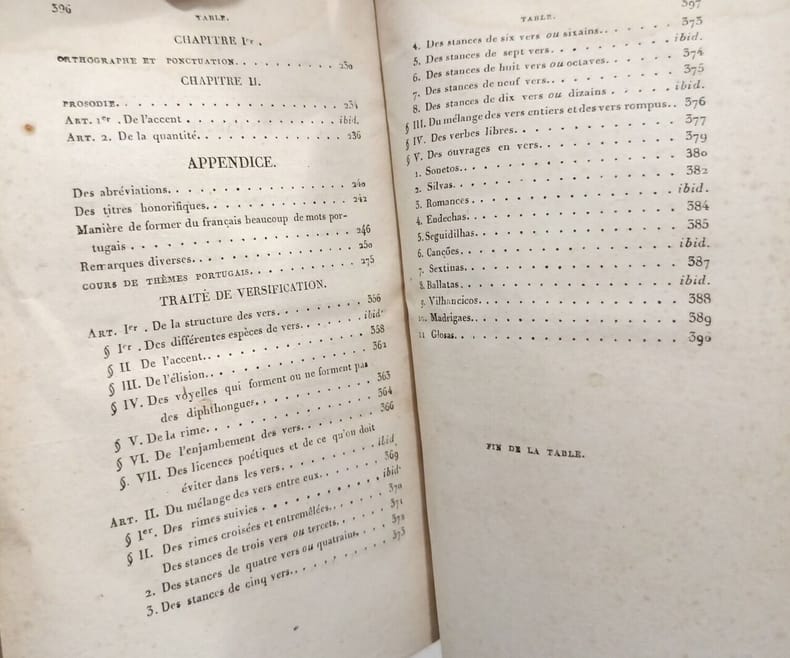 396
TABLE.
CHAPITRE Ier.
ORTHOGRAPHE ET PONCTUATION. 230
CHAPITRE II.
PROSODIE. 234
ART. 1er. De l'accent ibid.
ART. 2. De la quantité. 236
APPENDICE.
Des abréviations. 240
Des titres honorifiques. 242
Manière de former du français beaucoup de mots por-
tugais 246
Remarques diverses. 250
COURS DE THÈMES PORTUGAIS. 275
TRAITÉ DE VERSIFICATION.
ART. Ier. De la structure des vers. 356
§ Ier. Des différentes espèces de vers. ibid.
§ II De l'accent. 358
§ III. De l'élision. 362
§ IV. Des voyelles qui forment ou ne forment pas
des diphthongues. 363
§ V. De la rime. 364
§ VI. De l'enjambement des vers. 366
§. VII. Des licences poétiques et de ce qu'on doit
éviter dans les vers. ibid.
ART. II. Du mélange des vers entre eux. 369
§ Ier. Des rimes suivies ibid.
§ II. Des rimes croisées et entremêlées. 370
Des stances de trois vers ou tercets. 371
2. Des stances de quatre vers ou quatrains. 372
3. Des stances de cinq vers. 373
TABLE. 397
4. Des stances de six vers ou sixains. 373
5. Des stances de sept vers. ibid.
6. Des stances de huit vers ou octaves. 374
7. Des stances de neuf vers. 375
8. Des stances de dix vers ou dizains ibid.
§ III. Du mélange des vers entiers et des vers rompus. 376
§ IV. Des verbes libres. 377
§ V. Des ouvrages en vers. 379
1. Sonetos. 380
2. Silvas. 382
3. Romances ibid.
4. Endechas. 384
5. Seguidilhas. 385
6. Canções. ibid.
7. Sextinas. 387
8. Ballatas. ibid.
9. Vilhancicos. 388
10. Madrigaes. 389
11 Glosas. 390
FIN DE LA TABLE.